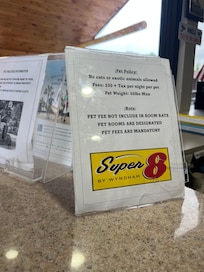 Pet Policy:
No cats or exotic animals allowed
Fees: $20 + Tax per night per pet
Pet Weight: 50lbs Max
:Note:
PET FEE NOT INCLUDE IN ROOM RATE
PET ROOMS ARE DESIGNATED
PET FEES ARE MANDATORY
Super 8
BY WYNDHAM